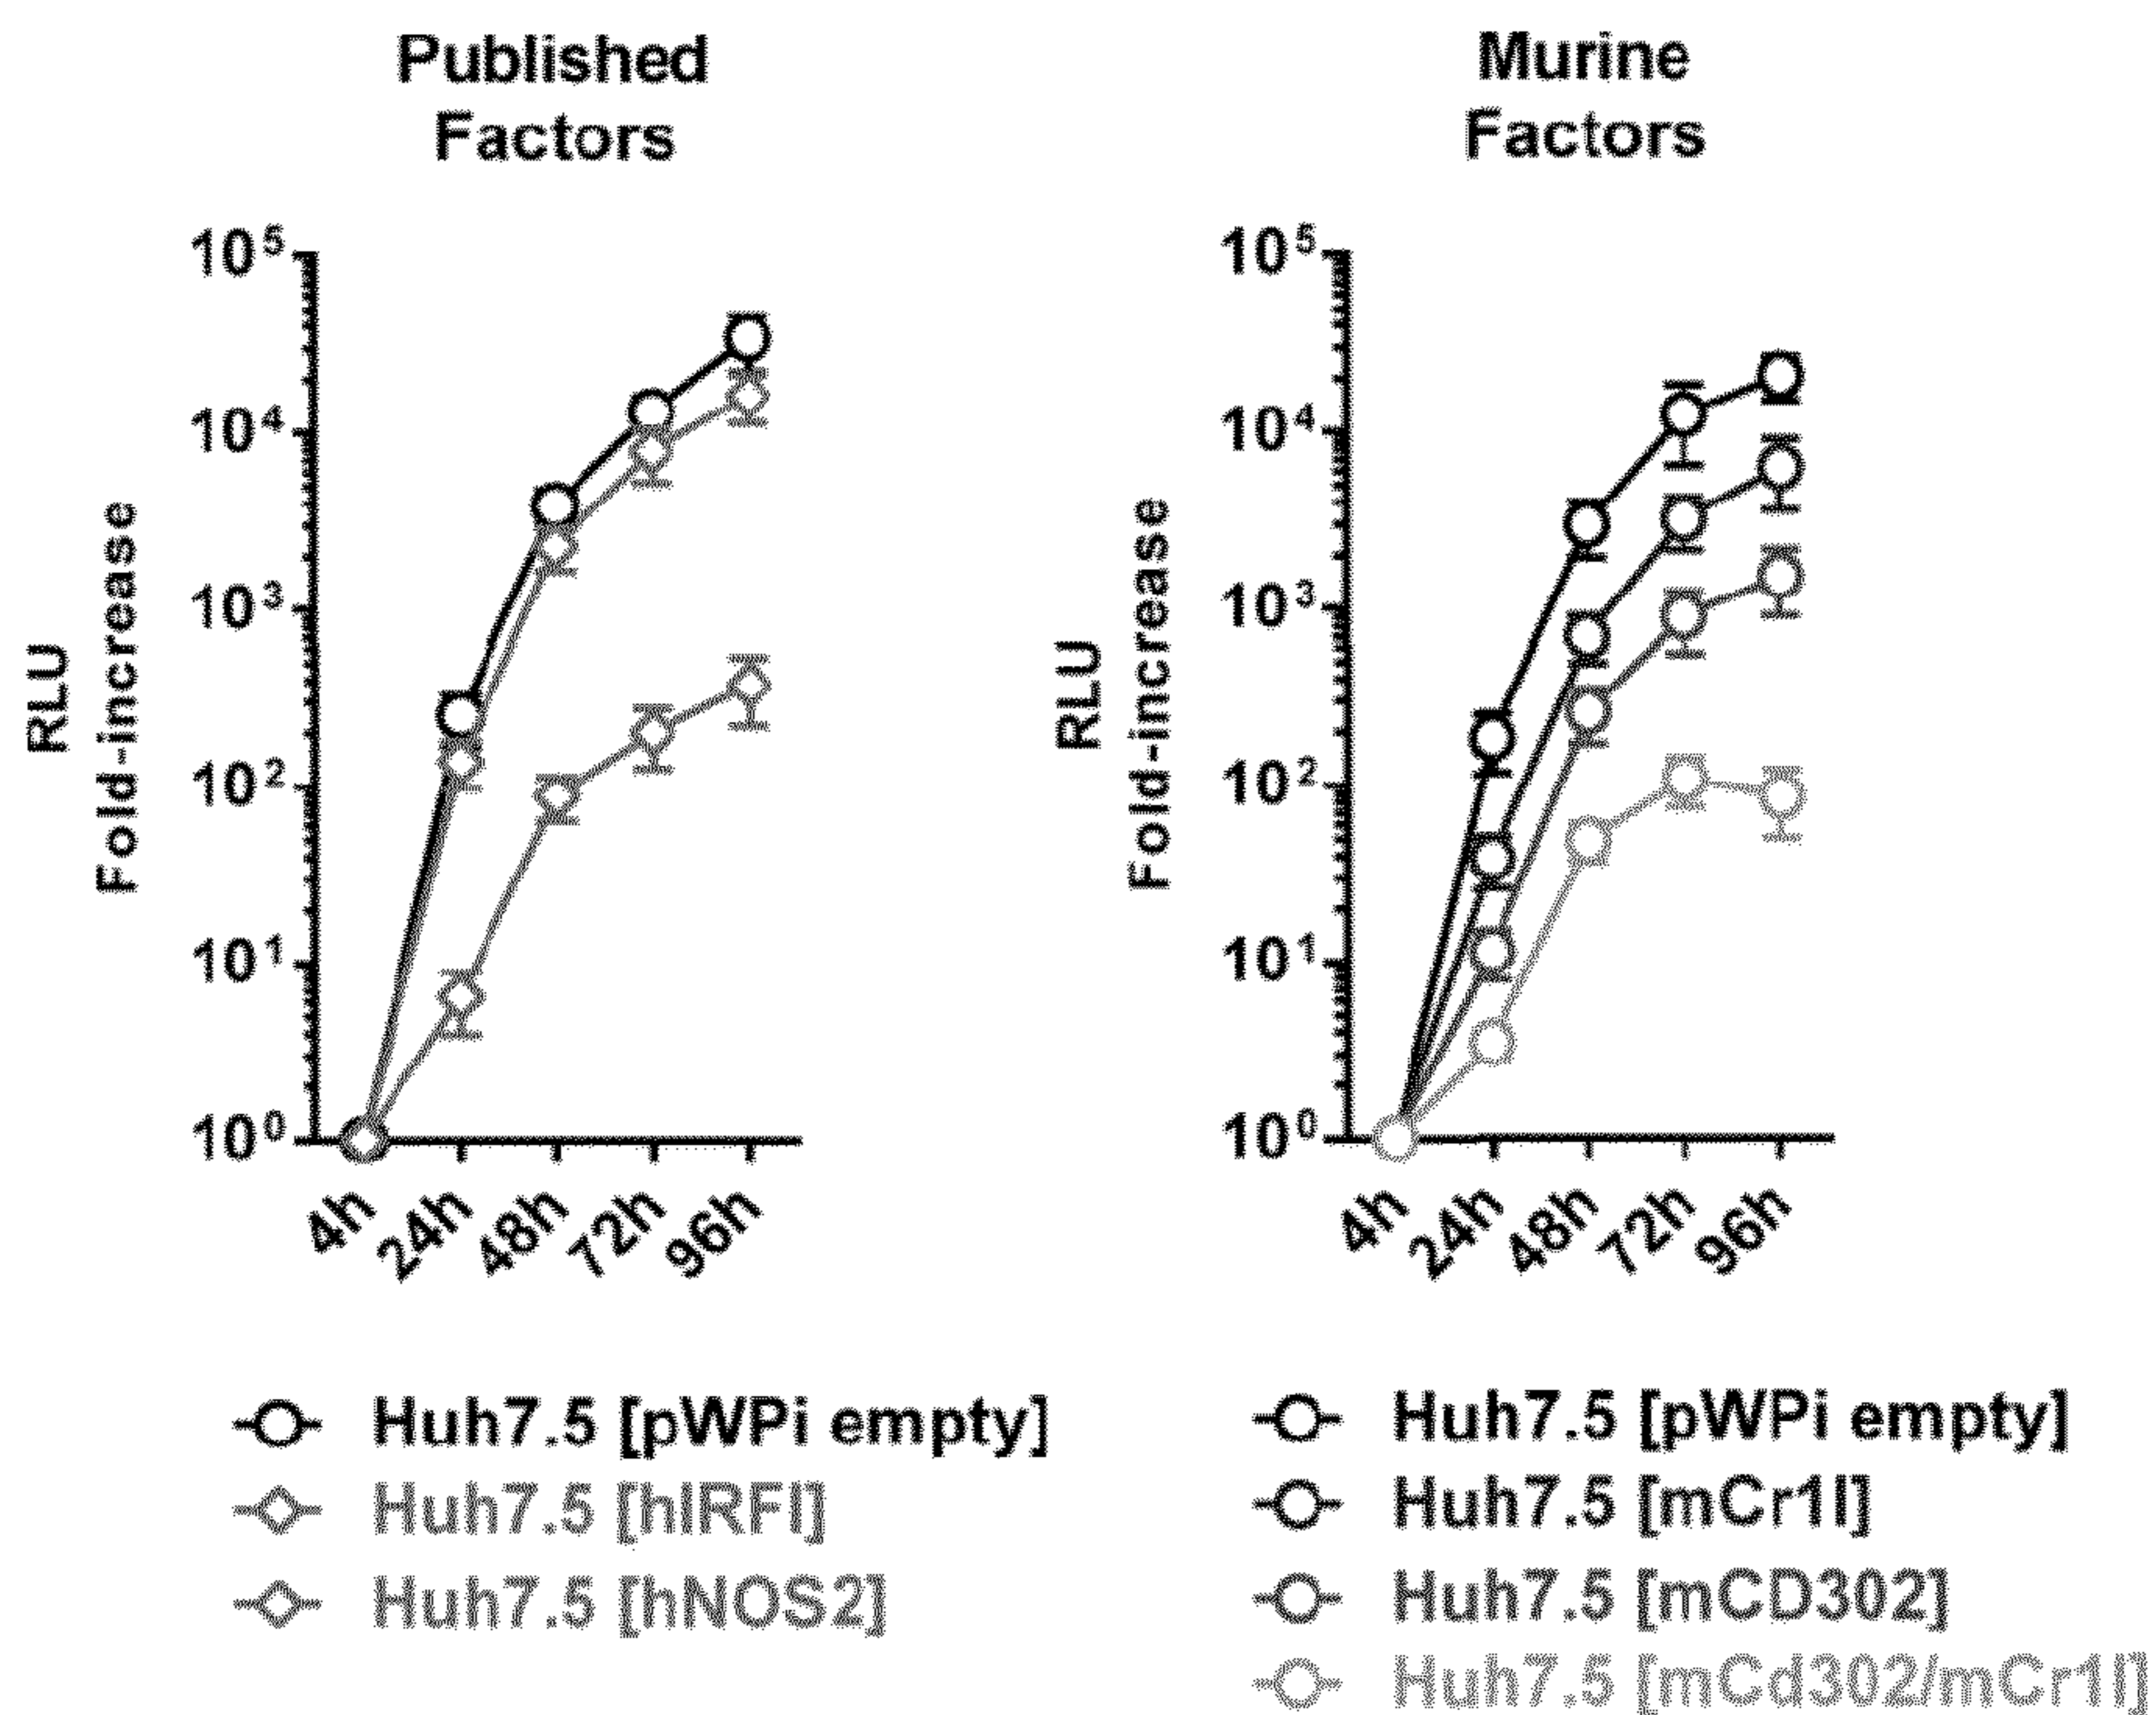 Published
Factors
RLU
Fold-increase
10⁵
10⁴
10³
10²
10¹
10⁰
4h
24h
48h
72h
96h
Huh7.5 [pWPi empty]
Huh7.5 [hIRFI]
Huh7.5 [hNOS2]
Murine
Factors
RLU
Fold-increase
10⁵
10⁴
10³
10²
10¹
10⁰
4h
24h
48h
72h
96h
Huh7.5 [pWPi empty]
Huh7.5 [mCr1l]
Huh7.5 [mCD302]
Huh7.5 [mCd302/mCr1l]